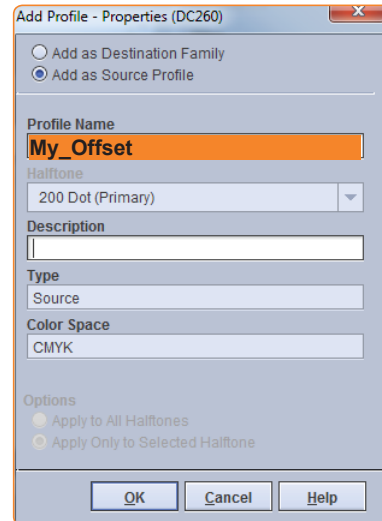 Add Profile - Properties (DC260)
Add as Destination Family
Add as Source Profile
Profile Name
My_Offset
Halftone
200 Dot (Primary)
Description
Type
Source
Color Space
CMYK
Options
Apply to All Halftones
Apply Only to Selected Halftone
OK Cancel Help